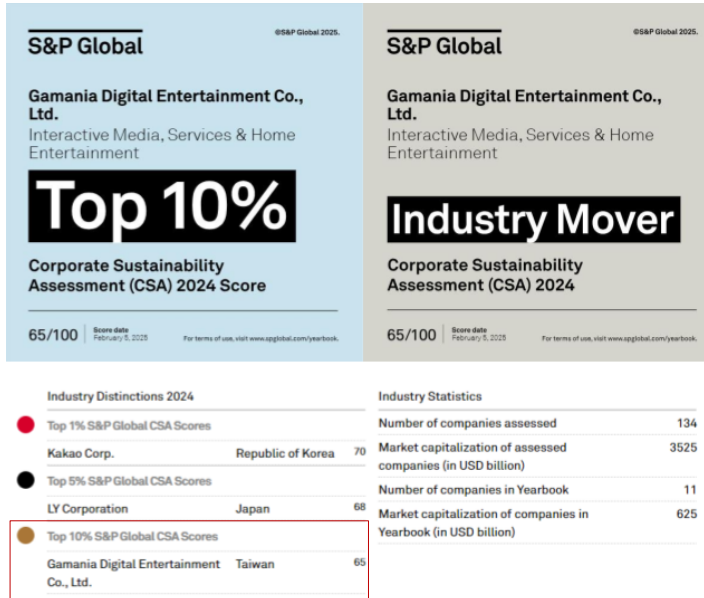 S&P Global
©S&P Global 2025.
Gamania Digital Entertainment Co.,
Ltd.
Interactive Media, Services & Home
Entertainment
Top 10%
Corporate Sustainability
Assessment (CSA) 2024 Score
65/100
Score date
February 5, 2025
For terms of use, visit www.spglobal.com/yearbook.
S&P Global
©S&P Global 2025.
Gamania Digital Entertainment Co.,
Ltd.
Interactive Media, Services & Home
Entertainment
Industry Mover
Corporate Sustainability
Assessment (CSA) 2024
65/100
Score date
February 5, 2025
For terms of use, visit www.spglobal.com/yearbook.
Industry Distinctions 2024
Top 1% S&P Global CSA Scores
Kakao Corp. Republic of Korea 70
Top 5% S&P Global CSA Scores
LY Corporation Japan 68
Top 10% S&P Global CSA Scores
Gamania Digital Entertainment Taiwan 65
Co., Ltd.
Industry Statistics
Number of companies assessed 134
Market capitalization of assessed 3525
companies (in USD billion)
Number of companies in Yearbook 11
Market capitalization of companies in 625
Yearbook (in USD billion)